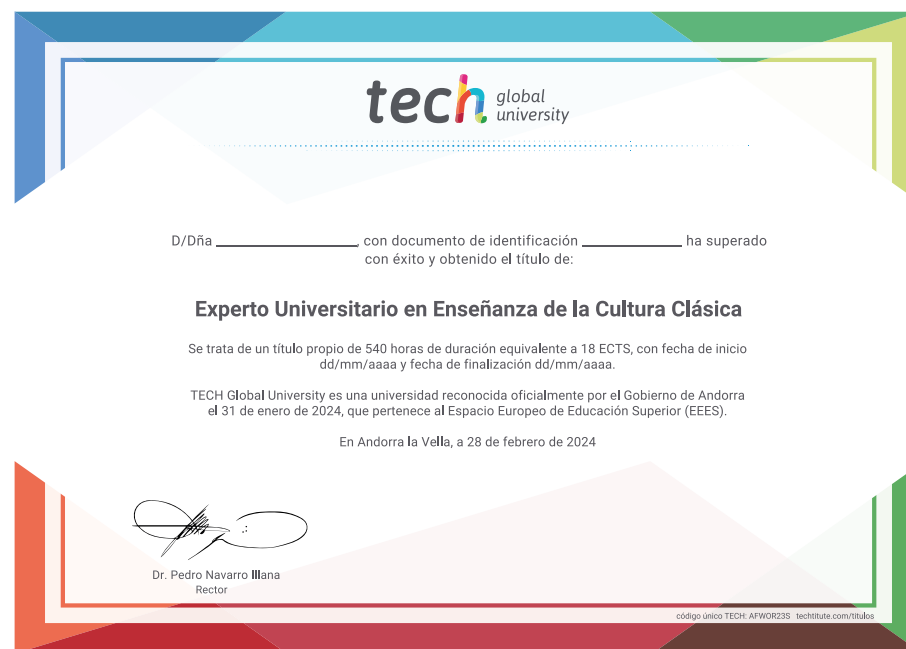 tech global university
D/Dña ____________, con documento de identificación ____________ ha superado
con éxito y obtenido el título de:
Experto Universitario en Enseñanza de la Cultura Clásica
Se trata de un título propio de 540 horas de duración equivalente a 18 ECTS, con fecha de inicio
dd/mm/aaaa y fecha de finalización dd/mm/aaaa.
TECH Global University es una universidad reconocida oficialmente por el Gobierno de Andorra
el 31 de enero de 2024, que pertenece al Espacio Europeo de Educación Superior (EEES).
En Andorra la Vella, a 28 de febrero de 2024
Dr. Pedro Navarro Illana
Rector
código único TECH: AFWOR23S techtitute.com/titulos